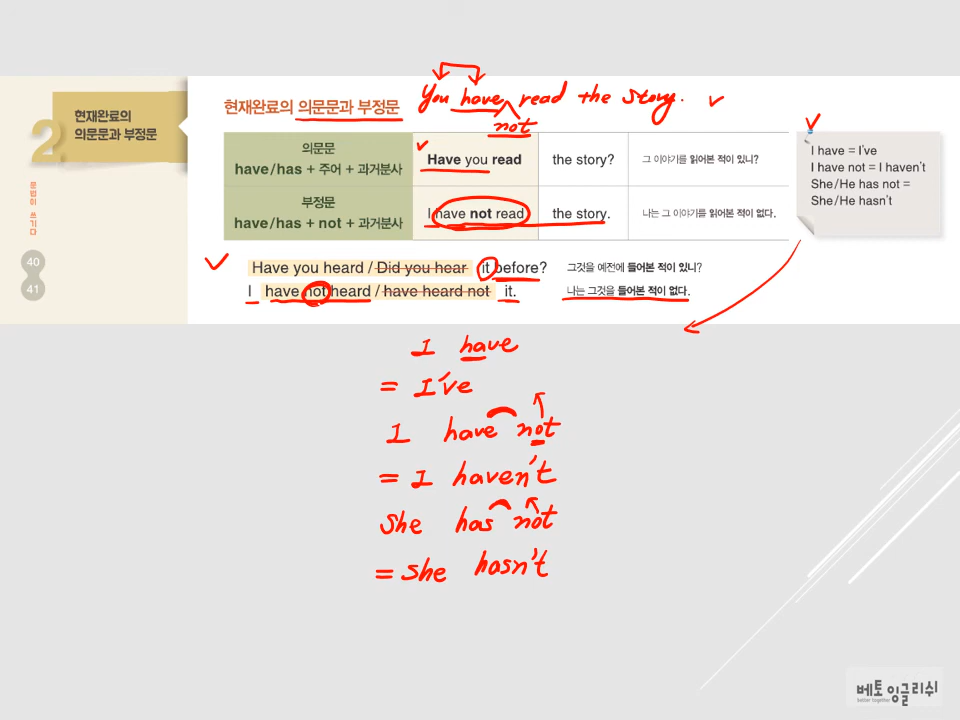 You have read the story.
not
현재완료의 의문문과 부정문
2
현재완료의
의문문과 부정문
문법이 쓰기다
40
41
의문문
have/has + 주어 + 과거분사
Have you read
the story?
그 이야기를 읽어본 적이 있니?
부정문
have/has + not + 과거분사
I have not read
the story.
나는 그 이야기를 읽어본 적이 없다.
I have = I've
I have not = I haven't
She/He has not =
She/He hasn't
Have you heard / Did you hear it before? 그것을 예전에 들어본 적이 있니?
I have not heard / have heard not it. 나는 그것을 들어본 적이 없다.
I have
= I've
I have not
= I haven't
She has not
= She hasn't
베토잉글리쉬
better together